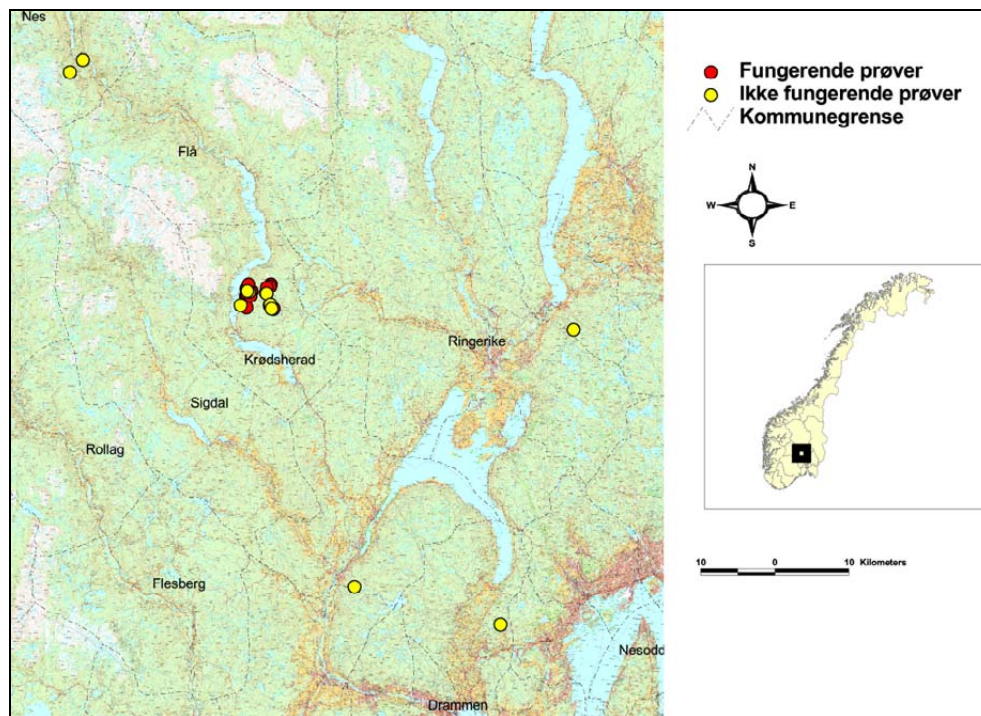 Nes
Flå
Ringerike
Krødsherad
Sigdal
Rollag
Flesberg
Nesodd
Drammen
Fungerende prøver
Ikke fungerende prøver
Kommunegrense
N
W E
S
10 0 10 Kilometers